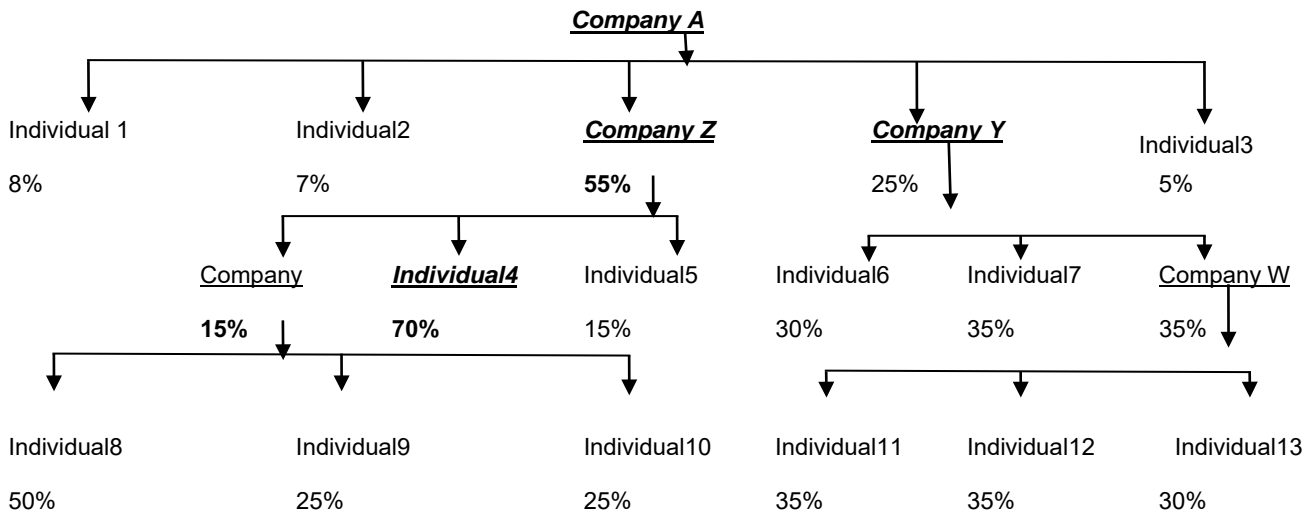 Company A
Individual 1 Individual2 Company Z Company Y Individual3
8% 7% 55% 25% 5%
Company Individual4 Individual5 Individual6 Individual7 Company W
15% 70% 15% 30% 35% 35%
Individual8 Individual9 Individual10 Individual11 Individual12 Individual13
50% 25% 25% 35% 35% 30%